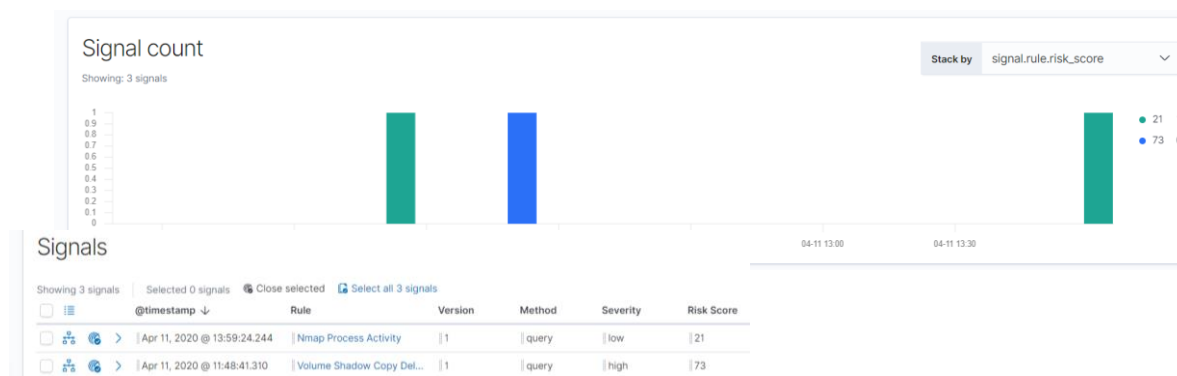 Signal count
Stack by signal.rule.risk_score
Showing: 3 signals
1
0.9
0.8
0.7
0.6
0.5
0.4
0.3
0.2
0.1
0
21
73
04-11 13:00 04-11 13:30
Signals
Showing 3 signals Selected 0 signals Close selected Select all 3 signals
@timestamp Rule Version Method Severity Risk Score
Apr 11, 2020 @ 13:59:24.244 Nmap Process Activity 1 query low 21
Apr 11, 2020 @ 11:48:41.310 Volume Shadow Copy Del... 1 query high 73